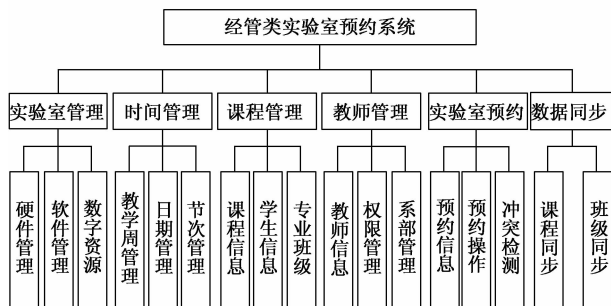 经管类实验室预约系统
实验室管理
时间管理
课程管理
教师管理
实验室预约
数据同步
硬件管理
软件管理
数字资源
教学周管理
日期管理
节次管理
课程信息
学生信息
专业班级
教师信息
权限管理
系部管理
预约信息
预约操作
冲突检测
课程同步
班级同步